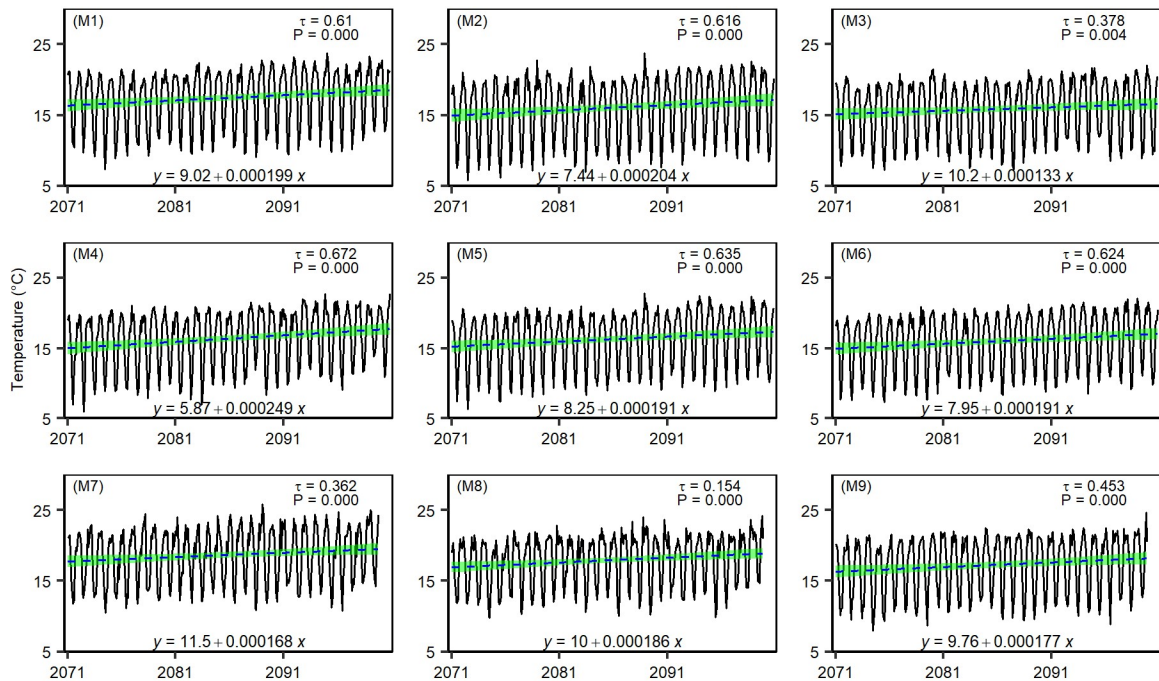 (M1)
τ = 0.61
P = 0.000
25
15
5
y = 9.02 + 0.000199 x
2071 2081 2091
(M2)
τ = 0.616
P = 0.000
25
15
5
y = 7.44 + 0.000204 x
2071 2081 2091
(M3)
τ = 0.378
P = 0.004
25
15
5
y = 10.2 + 0.000133 x
2071 2081 2091
Temperature (°C)
(M4)
τ = 0.672
P = 0.000
25
15
5
y = 5.87 + 0.000249 x
2071 2081 2091
(M5)
τ = 0.635
P = 0.000
25
15
5
y = 8.25 + 0.000191 x
2071 2081 2091
(M6)
τ = 0.624
P = 0.000
25
15
5
y = 7.95 + 0.000191 x
2071 2081 2091
(M7)
τ = 0.362
P = 0.000
25
15
5
y = 11.5 + 0.000168 x
2071 2081 2091
(M8)
τ = 0.154
P = 0.000
25
15
5
y = 10 + 0.000186 x
2071 2081 2091
(M9)
τ = 0.453
P = 0.000
25
15
5
y = 9.76 + 0.000177 x
2071 2081 2091